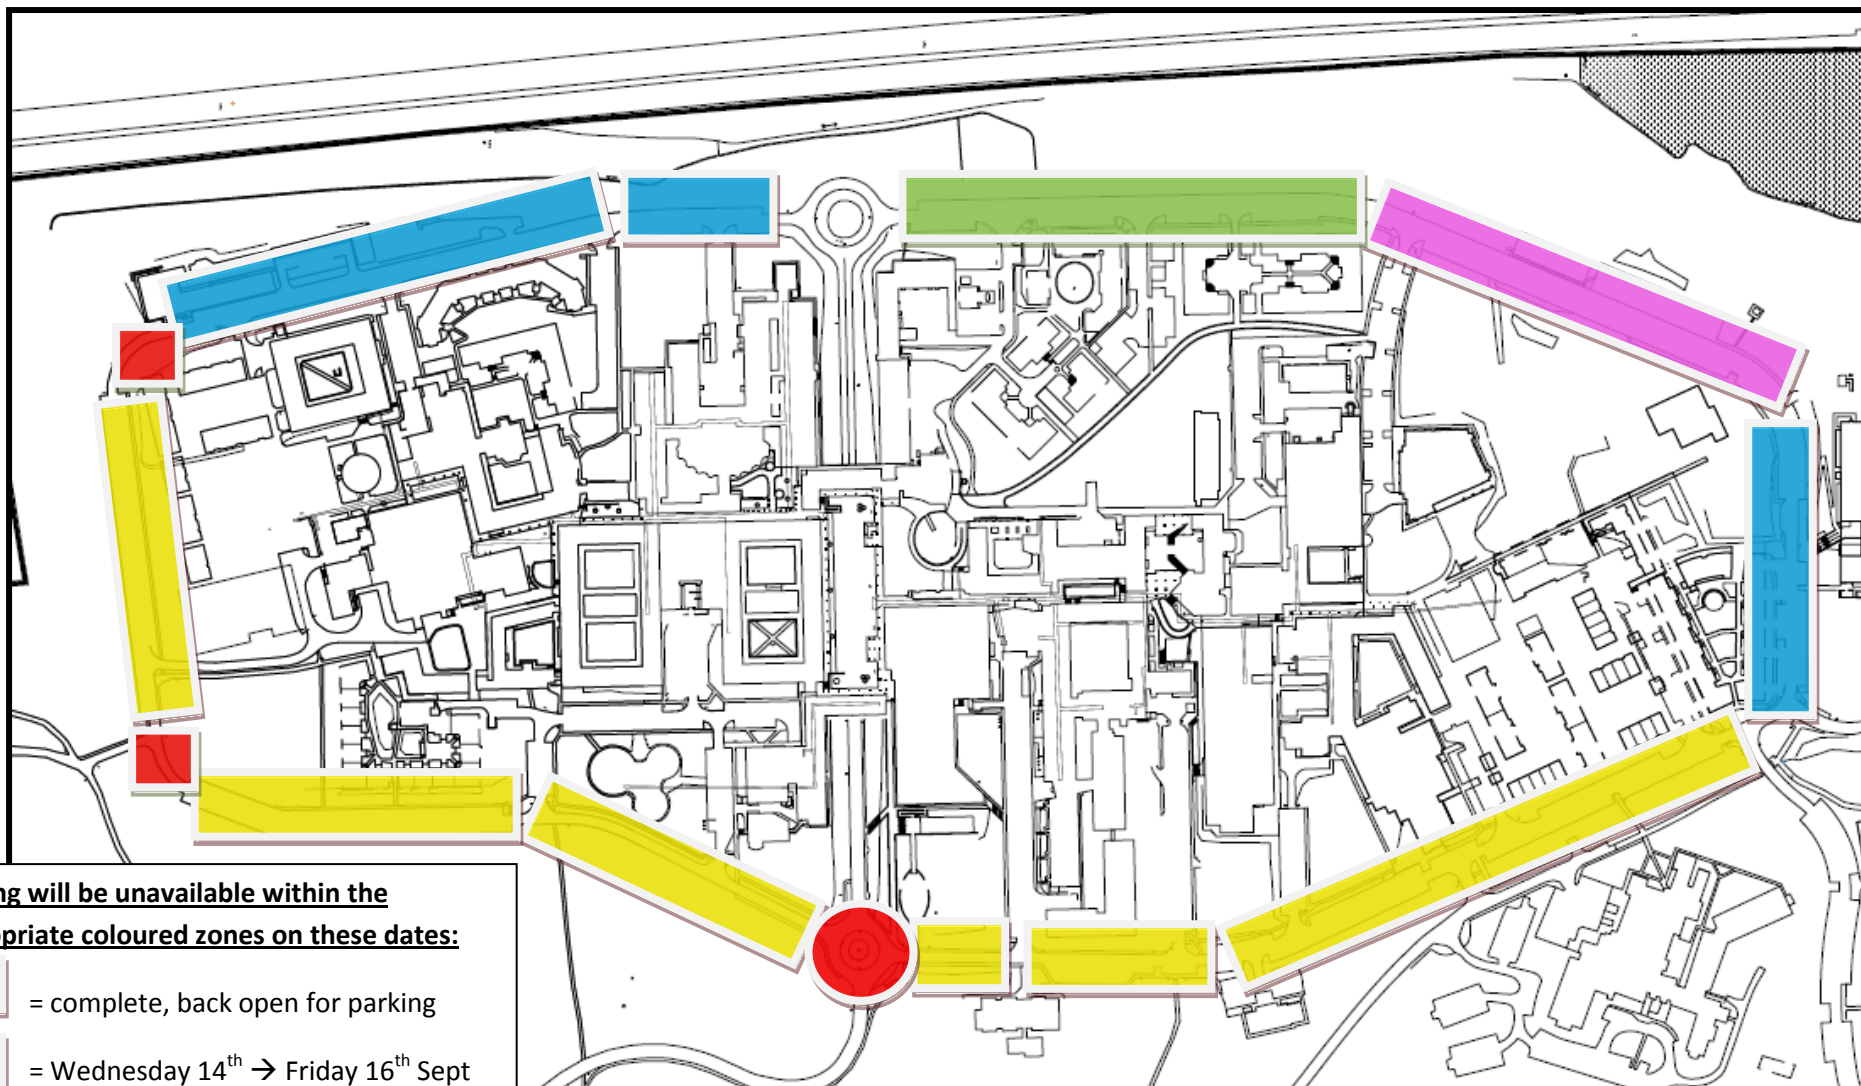 ng will be unavailable within the
opriate coloured zones on these dates:
= complete, back open for parking
= Wednesday 14th → Friday 16th Sept